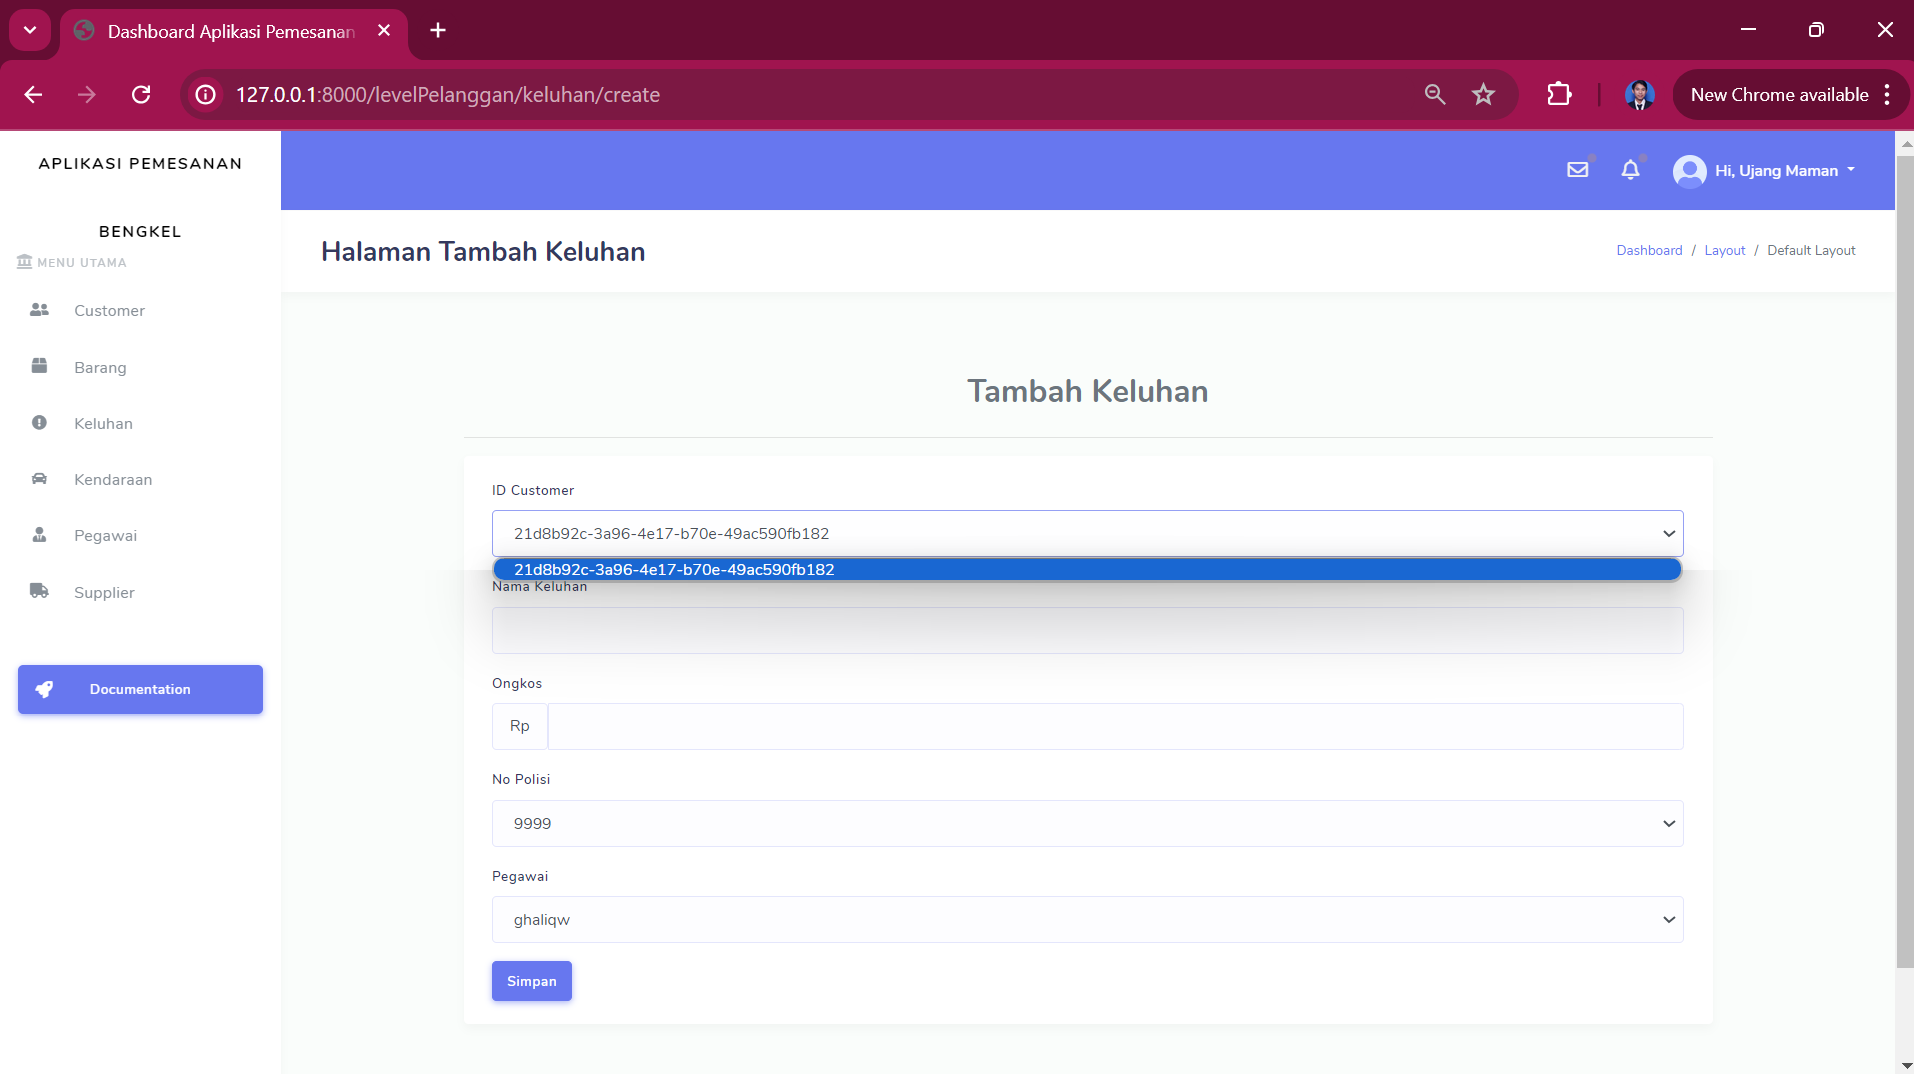 Dashboard Aplikasi Pemesanan
127.0.0.1:8000/levelPelanggan/keluhan/create
New Chrome available
APLIKASI PEMESANAN
BENGKEL
MENU UTAMA
Customer
Barang
Keluhan
Kendaraan
Pegawai
Supplier
Documentation
Hi, Ujang Maman
Halaman Tambah Keluhan
Dashboard / Layout / Default Layout
Tambah Keluhan
ID Customer
21d8b92c-3a96-4e17-b70e-49ac590fb182
21d8b92c-3a96-4e17-b70e-49ac590fb182
Nama Keluhan
Ongkos
Rp
No Polisi
9999
Pegawai
ghaliqw
Simpan